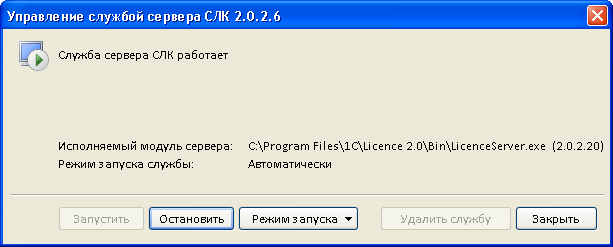 Управление службой сервера СЛК 2.0.2.6
Служба сервера СЛК работает
Исполняемый модуль сервера: C:\Program Files\1C\Licence 2.0\Bin\LicenceServer.exe (2.0.2.20)
Режим запуска службы: Автоматически
Запустить Остановить Режим запуска Удалить службу Закрыть